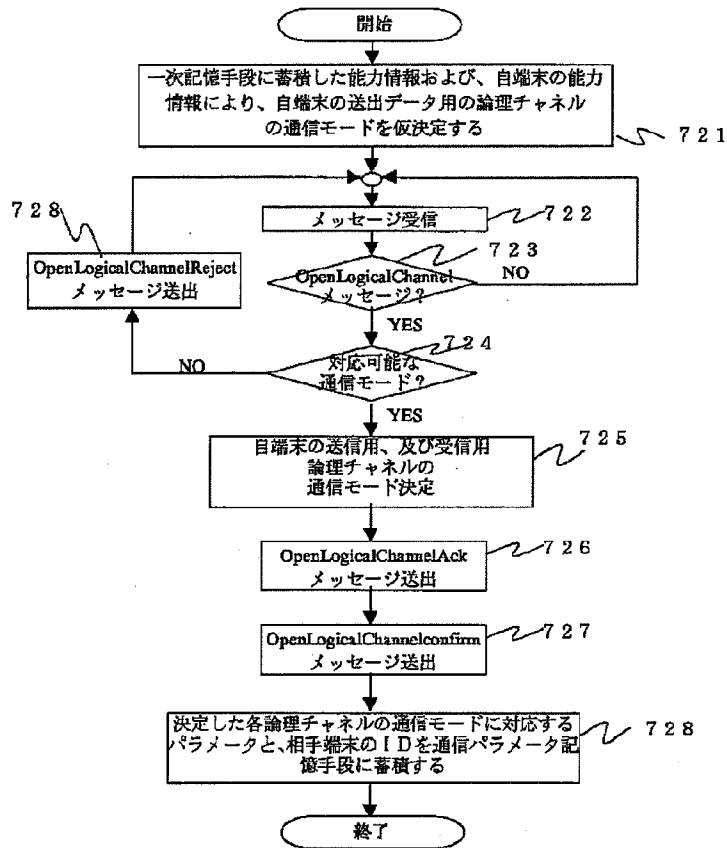 開始
一次記憶手段に蓄積した能力情報および、自端末の能力
情報により、自端末の送出データ用の論理チャネル
の通信モードを仮決定する
721
728
メッセージ受信
722
723
OpenLogicalChannelReject
メッセージ送出
OpenLogicalChannel
メッセージ?
NO
YES
724
NO
対応可能な
通信モード?
YES
自端末の送信用、及び受信用
論理チャネルの
通信モード決定
725
OpenLogicalChannelAck
メッセージ送出
726
OpenLogicalChannelconfirm
メッセージ送出
727
決定した各論理チャネルの通信モードに対応する
パラメータと、相手端末のIDを通信パラメータ記
憶手段に蓄積する
728
終了